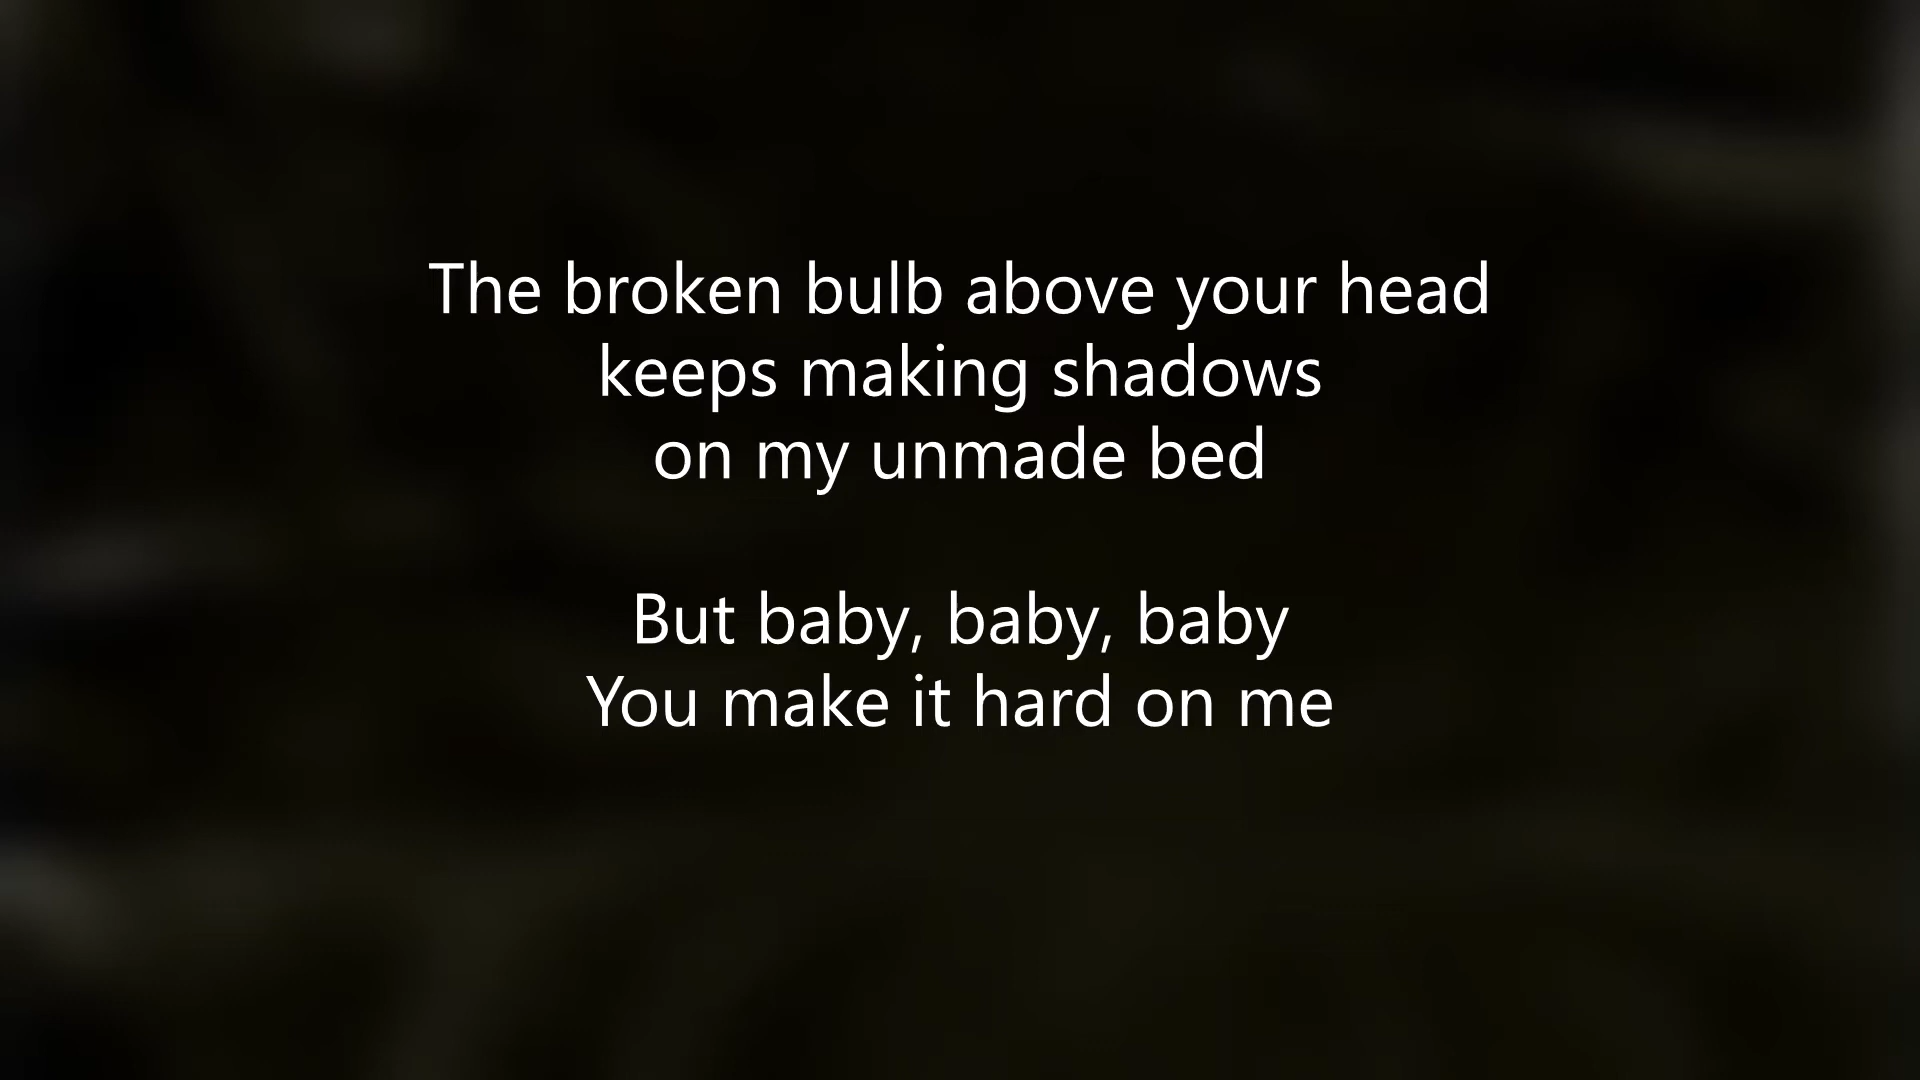 The broken bulb above your head
keeps making shadows
on my unmade bed
But baby, baby, baby
You make it hard on me